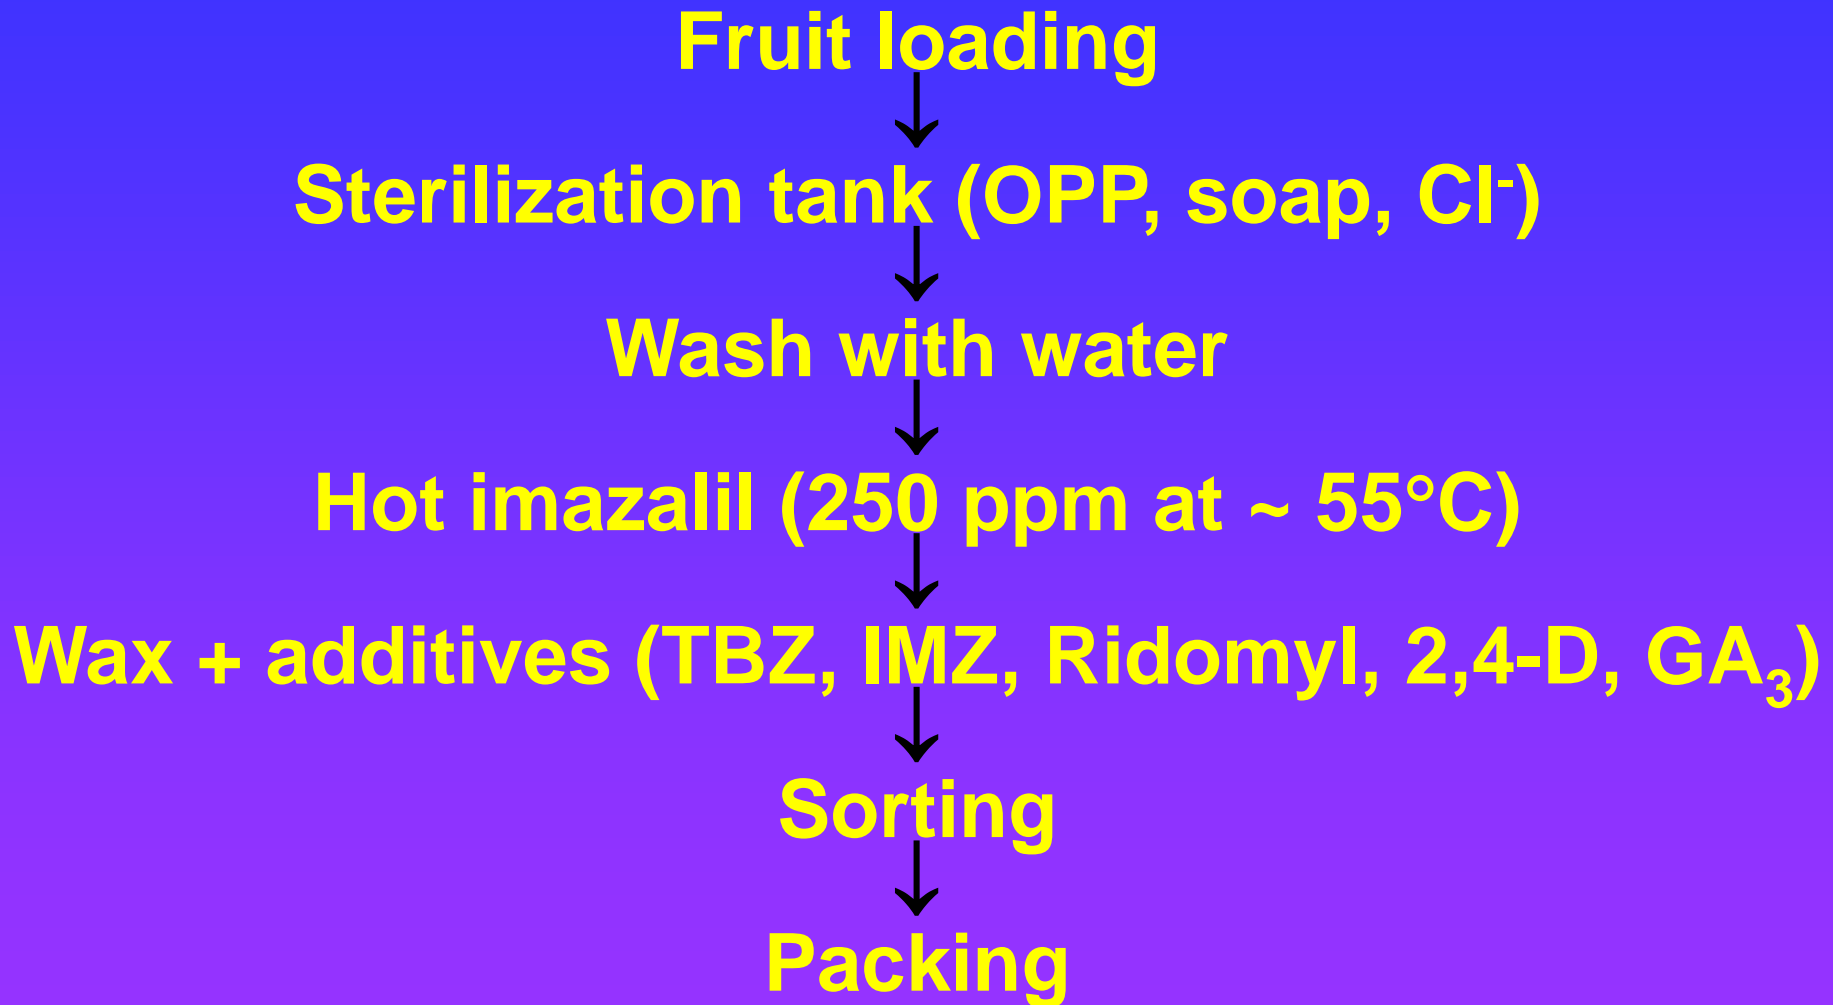 Fruit loading
Sterilization tank (OPP, soap, Cl⁻)
Wash with water
Hot imazalil (250 ppm at ~ 55°C)
Wax + additives (TBZ, IMZ, Ridomyl, 2,4-D, GA₃)
Sorting
Packing